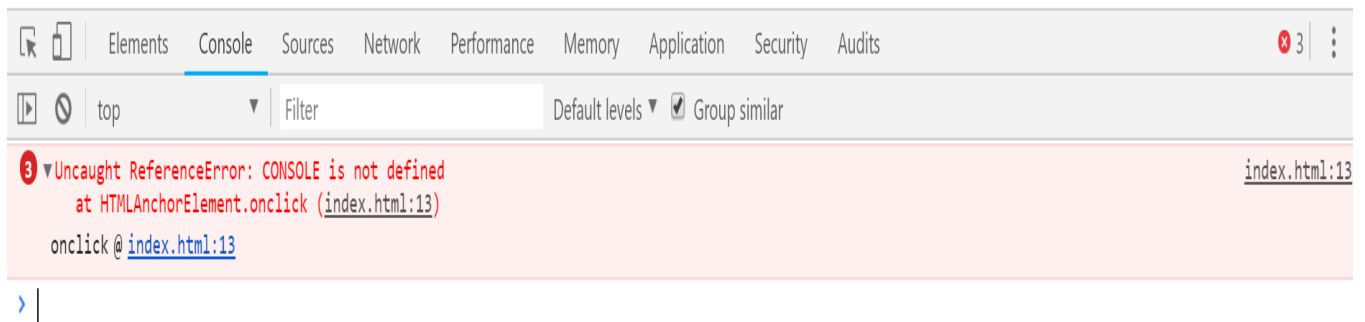 Elements Console Sources Network Performance Memory Application Security Audits 3
top Filter Default levels Group similar
3 Uncaught ReferenceError: CONSOLE is not defined index.html:13
at HTMLAnchorElement.onclick (index.html:13)
onclick @ index.html:13